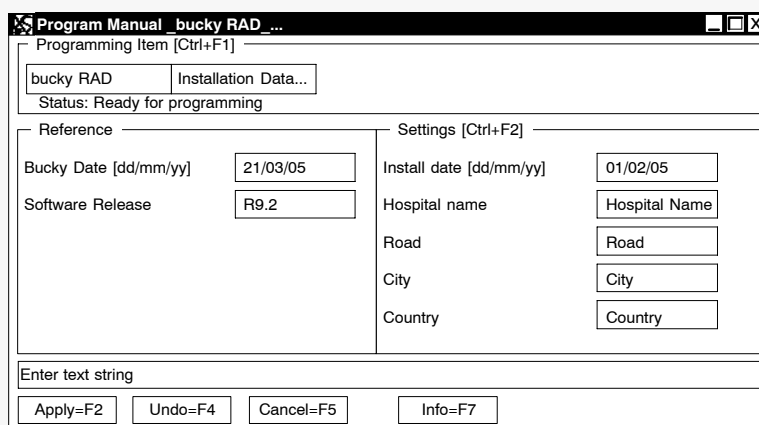 Program Manual _bucky RAD_...
Programming Item [Ctrl+F1]
bucky RAD Installation Data...
Status: Ready for programming
Reference
Bucky Date [dd/mm/yy] 21/03/05
Software Release R9.2
Settings [Ctrl+F2]
Install date [dd/mm/yy] 01/02/05
Hospital name Hospital Name
Road Road
City City
Country Country
Enter text string
Apply=F2 Undo=F4 Cancel=F5 Info=F7